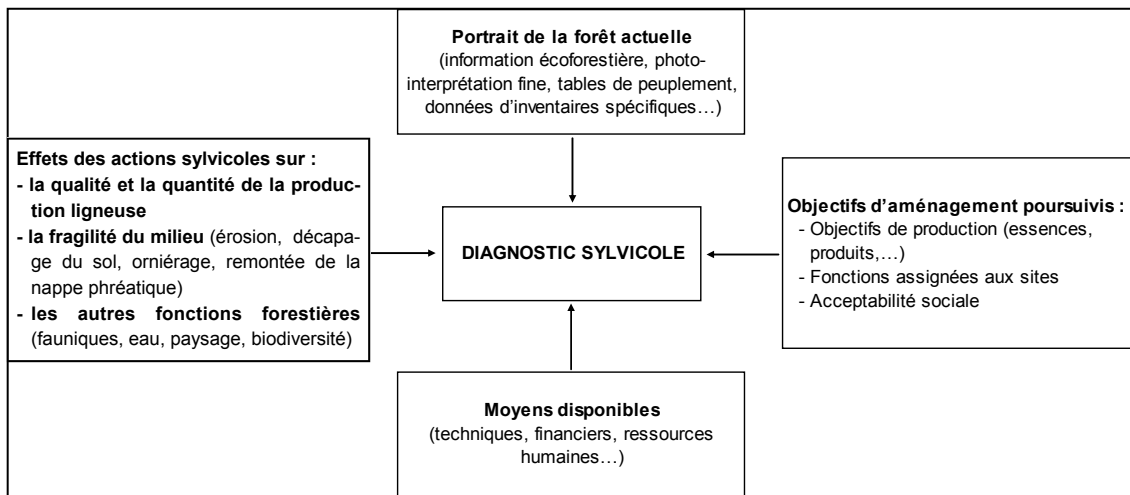 Portrait de la forêt actuelle
(information écoforestière, photo-
interprétation fine, tables de peuplement,
données d'inventaires spécifiques…)
Effets des actions sylvicoles sur :
- la qualité et la quantité de la produc-
tion ligneuse
- la fragilité du milieu (érosion, décapa-
ge du sol, orniérage, remontée de la
nappe phréatique)
- les autres fonctions forestières
(fauniques, eau, paysage, biodiversité)
DIAGNOSTIC SYLVICOLE
Objectifs d'aménagement poursuivis :
- Objectifs de production (essences,
produits,…)
- Fonctions assignées aux sites
- Acceptabilité sociale
Moyens disponibles
(techniques, financiers, ressources
humaines…)